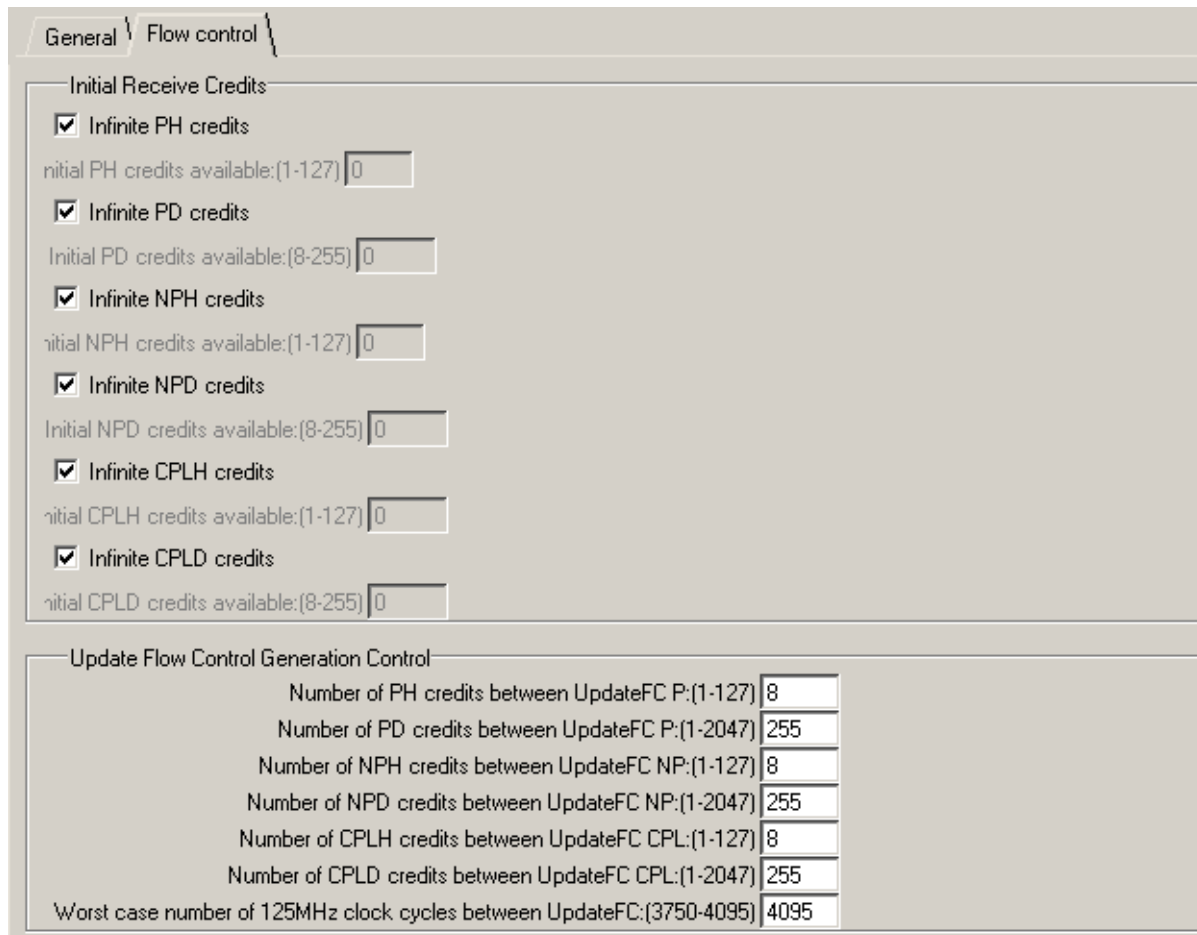 General Flow control
Initial Receive Credits
Infinite PH credits
nitial PH credits available:(1-127) 0
Infinite PD credits
Initial PD credits available:(8-255) 0
Infinite NPH credits
nitial NPH credits available:(1-127) 0
Infinite NPD credits
Initial NPD credits available:(8-255) 0
Infinite CPLH credits
nitial CPLH credits available:(1-127) 0
Infinite CPLD credits
nitial CPLD credits available:(8-255) 0
Update Flow Control Generation Control
Number of PH credits between UpdateFC P:(1-127) 8
Number of PD credits between UpdateFC P:(1-2047) 255
Number of NPH credits between UpdateFC NP:(1-127) 8
Number of NPD credits between UpdateFC NP:(1-2047) 255
Number of CPLH credits between UpdateFC CPL:(1-127) 8
Number of CPLD credits between UpdateFC CPL:(1-2047) 255
Worst case number of 125MHz clock cycles between UpdateFC:(3750-4095) 4095